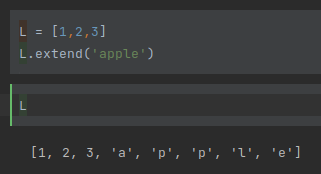 L = [1,2,3]
L.extend('apple')
L
[1, 2, 3, 'a', 'p', 'p', 'l', 'e']